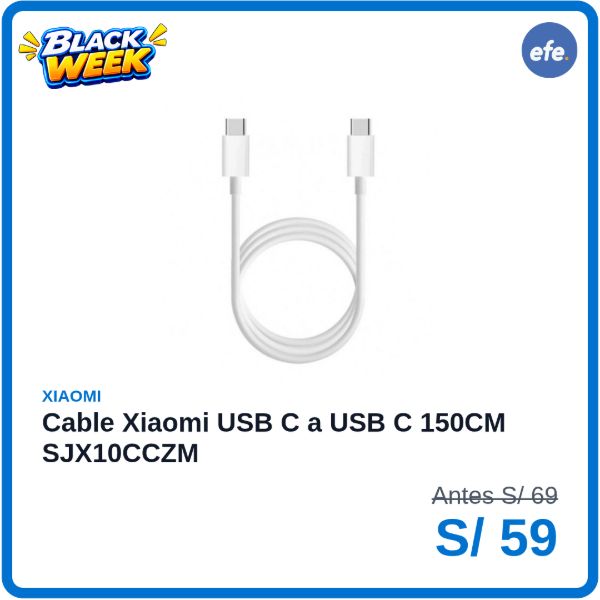 BLACK
WEEK
efe.
XIAOMI
Cable Xiaomi USB C a USB C 150CM
SJX10CCZM
Antes S/ 69
S/ 59